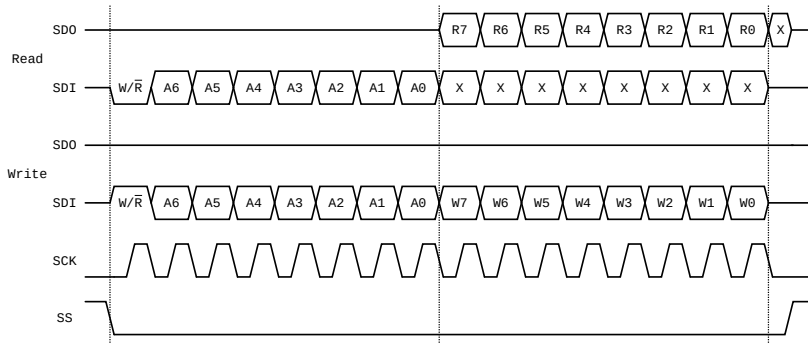 SDO R7 R6 R5 R4 R3 R2 R1 R0 X
Read
SDI W/R̅ A6 A5 A4 A3 A2 A1 A0 X X X X X X X X
SDO
Write
SDI W/R̅ A6 A5 A4 A3 A2 A1 A0 W7 W6 W5 W4 W3 W2 W1 W0
SCK
SS